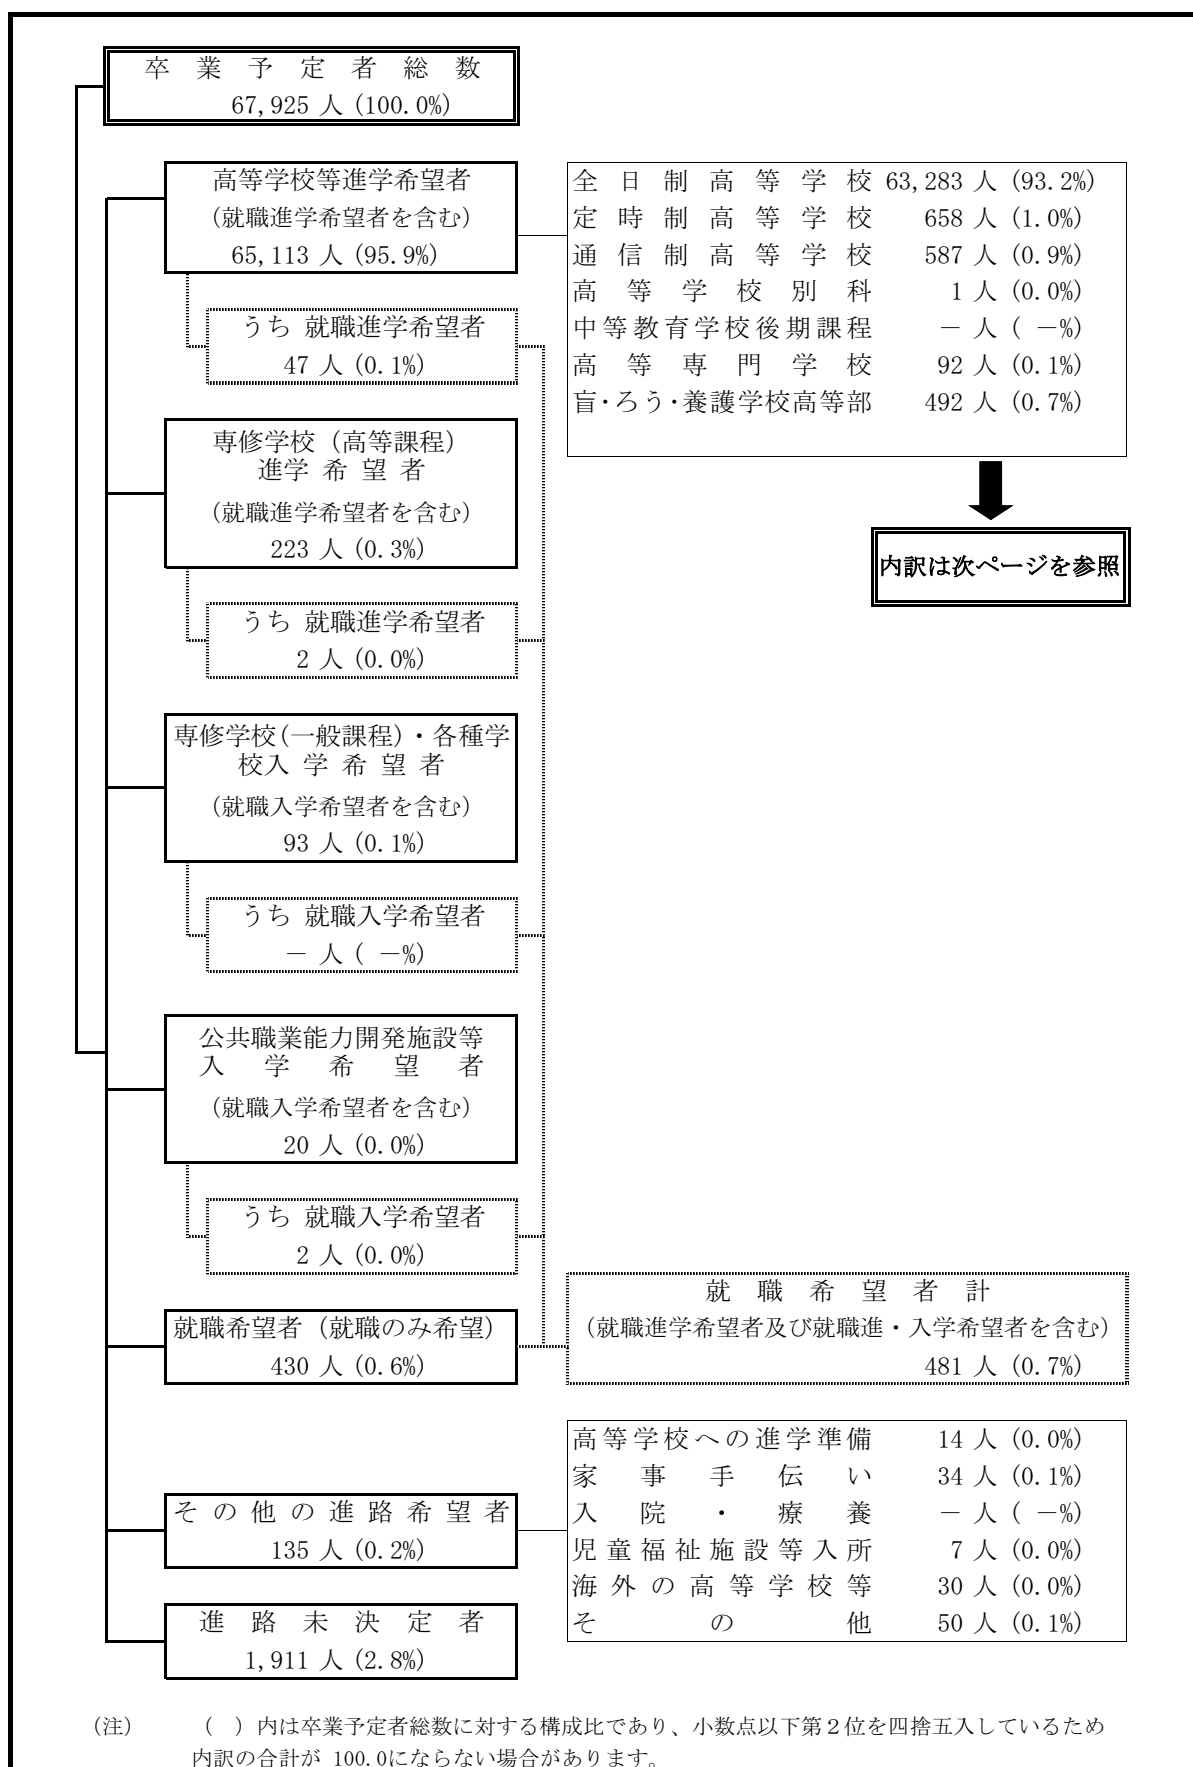 卒業予定者総数
67,925 人 (100.0%)
高等学校等進学希望者
(就職進学希望者を含む)
65,113 人 (95.9%)
うち 就職進学希望者
47 人 (0.1%)
全日制高等学校 63,283 人 (93.2%)
定時制高等学校 658 人 (1.0%)
通信制高等学校 587 人 (0.9%)
高等学校別科 1 人 (0.0%)
中等教育学校後期課程 － 人 ( －%)
高等専門学校 92 人 (0.1%)
盲・ろう・養護学校高等部 492 人 (0.7%)
内訳は次ページを参照
専修学校 (高等課程)
進学希望者
(就職進学希望者を含む)
223 人 (0.3%)
うち 就職進学希望者
2 人 (0.0%)
専修学校(一般課程)・各種学
校入学希望者
(就職入学希望者を含む)
93 人 (0.1%)
うち 就職入学希望者
－ 人 ( －%)
公共職業能力開発施設等
入学希望者
(就職入学希望者を含む)
20 人 (0.0%)
うち 就職入学希望者
2 人 (0.0%)
就職希望者 (就職のみ希望)
430 人 (0.6%)
就職希望者計
(就職進学希望者及び就職進・入学希望者を含む)
481 人 (0.7%)
その他の進路希望者
135 人 (0.2%)
高等学校への進学準備 14 人 (0.0%)
家事手伝い 34 人 (0.1%)
入院・療養 － 人 ( －%)
児童福祉施設等入所 7 人 (0.0%)
海外の高等学校等 30 人 (0.0%)
その他 50 人 (0.1%)
進路未決定者
1,911 人 (2.8%)
(注) ( ) 内は卒業予定者総数に対する構成比であり、小数点以下第２位を四捨五入しているため
内訳の合計が 100.0にならない場合があります。